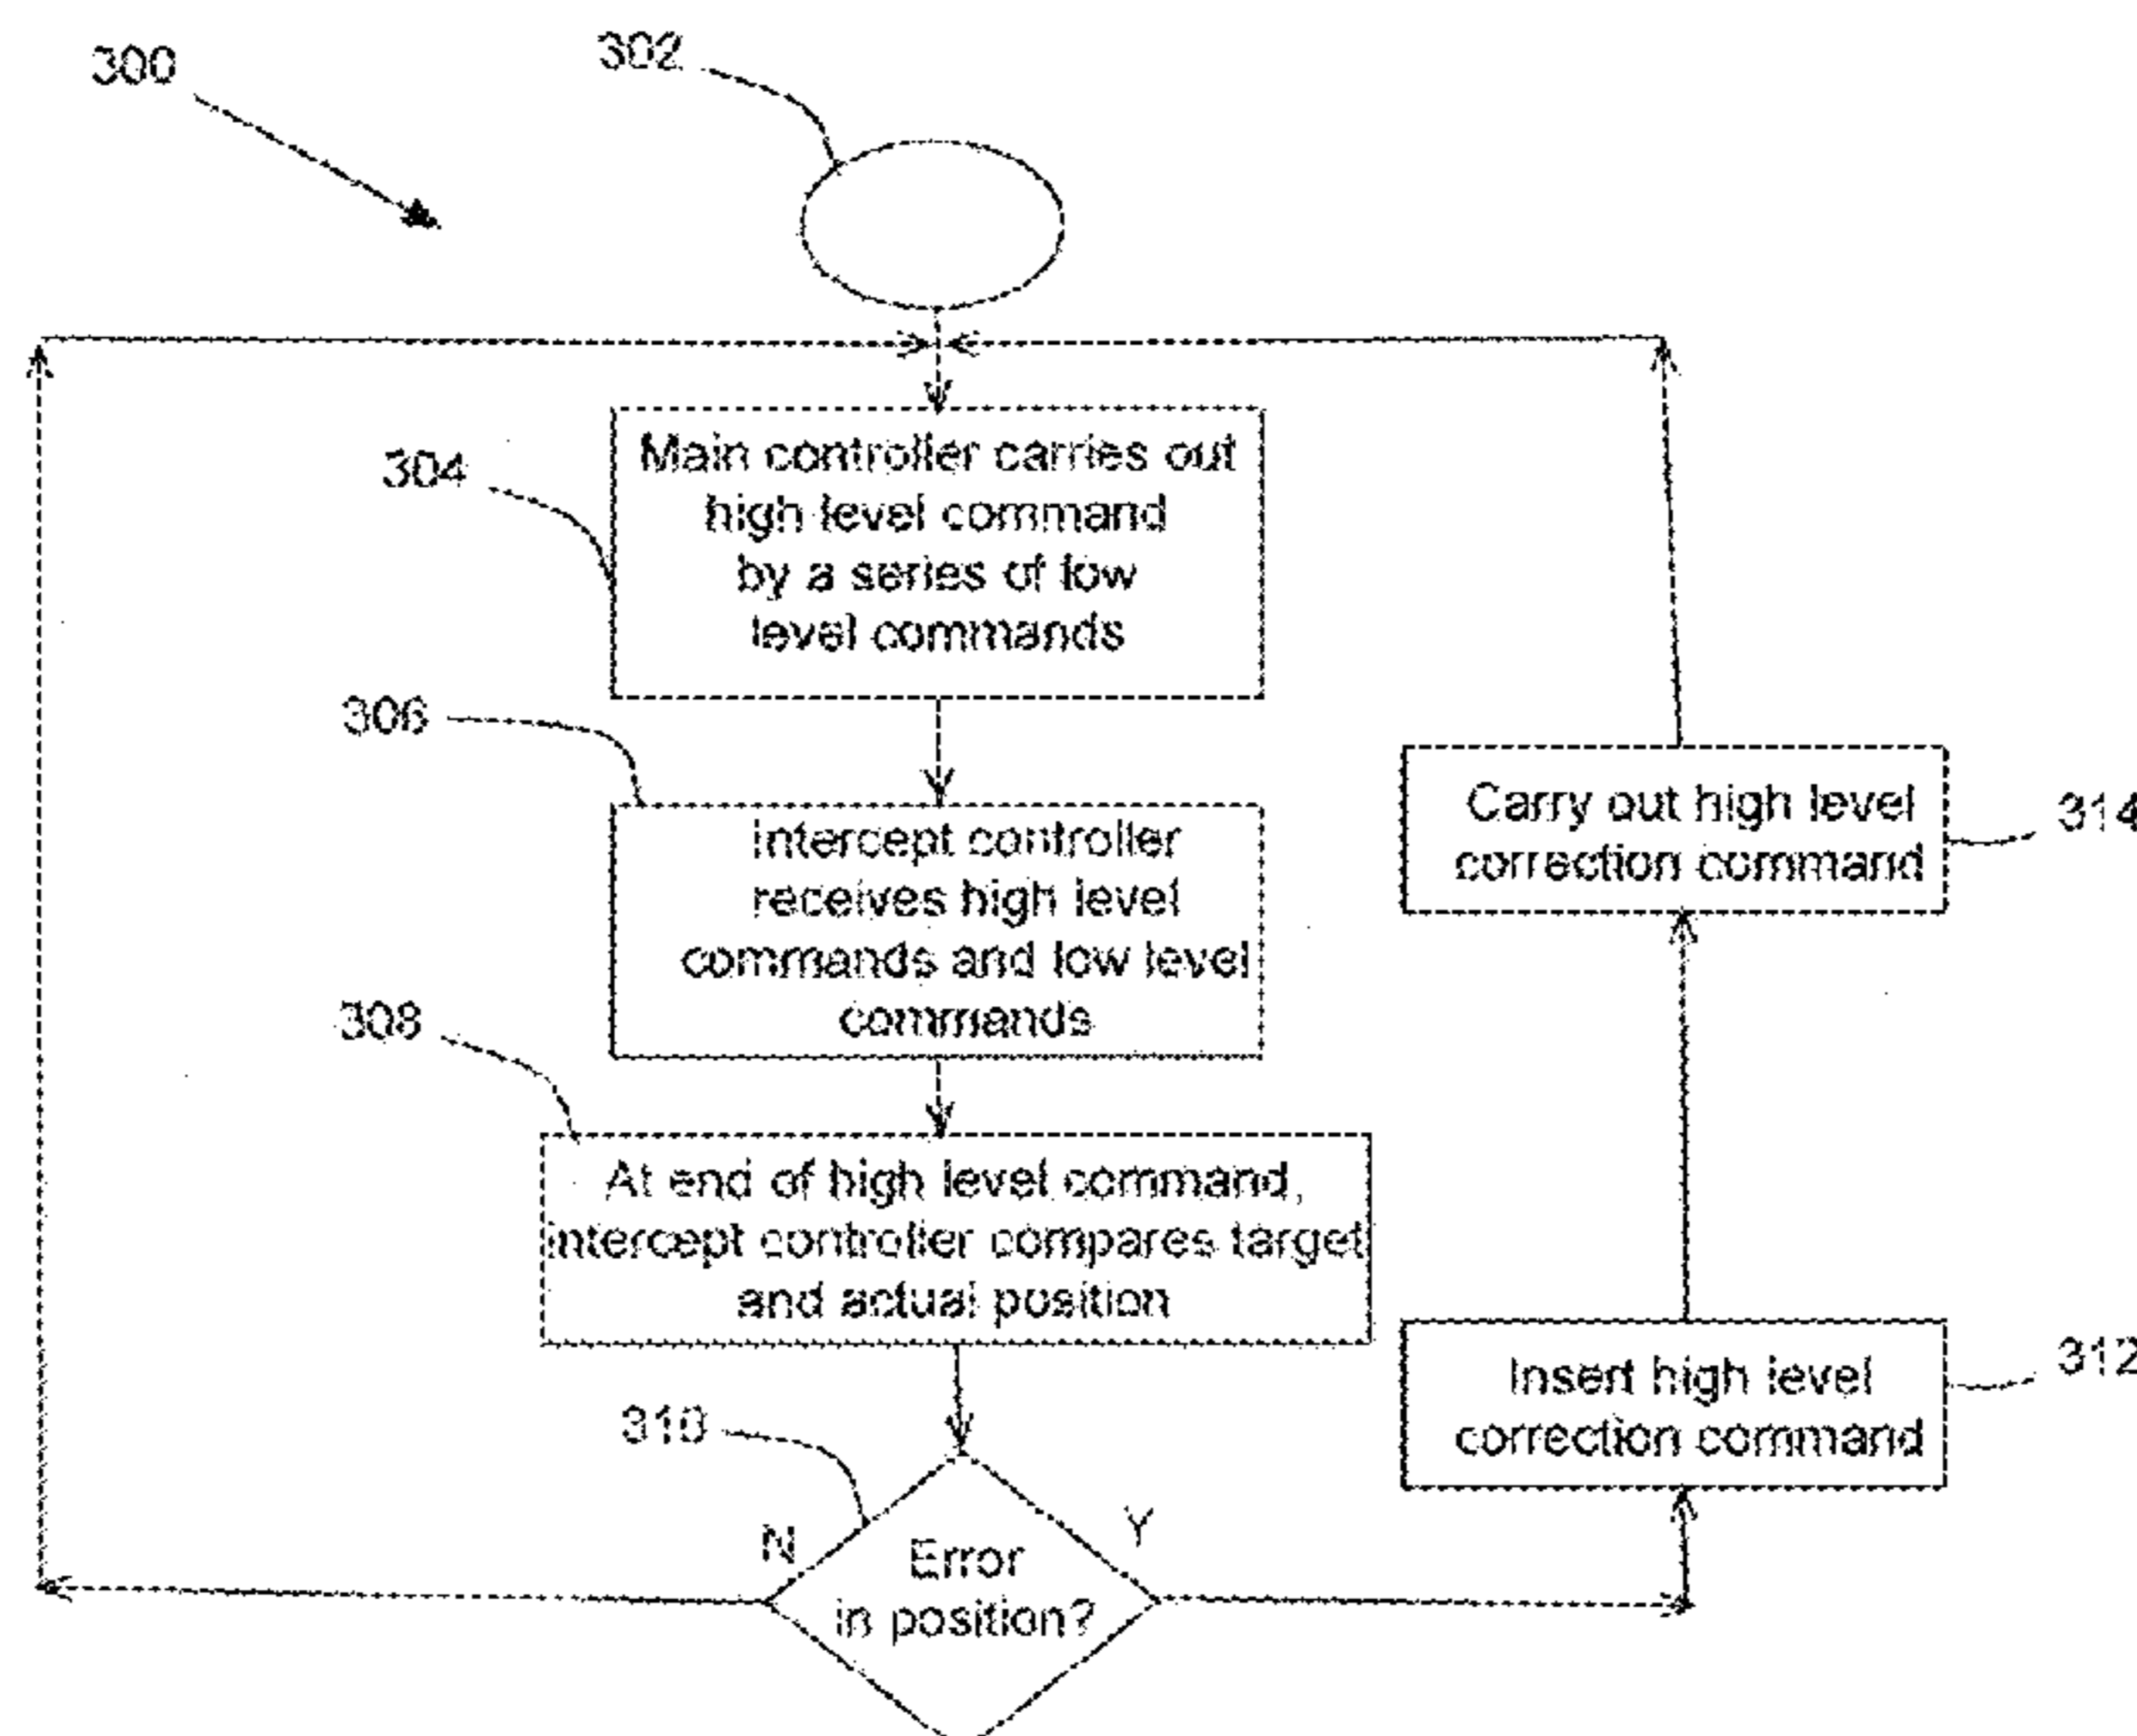 300
302
304
Main controller carries out
high level command
by a series of low
level commands
306
Intercept controller
receives high level
commands and low level
commands
308
At end of high level command,
intercept controller compares target
and actual position
310
N
Y
Error
in position?
Carry out high level
correction command
314
Insert high level
correction command
312